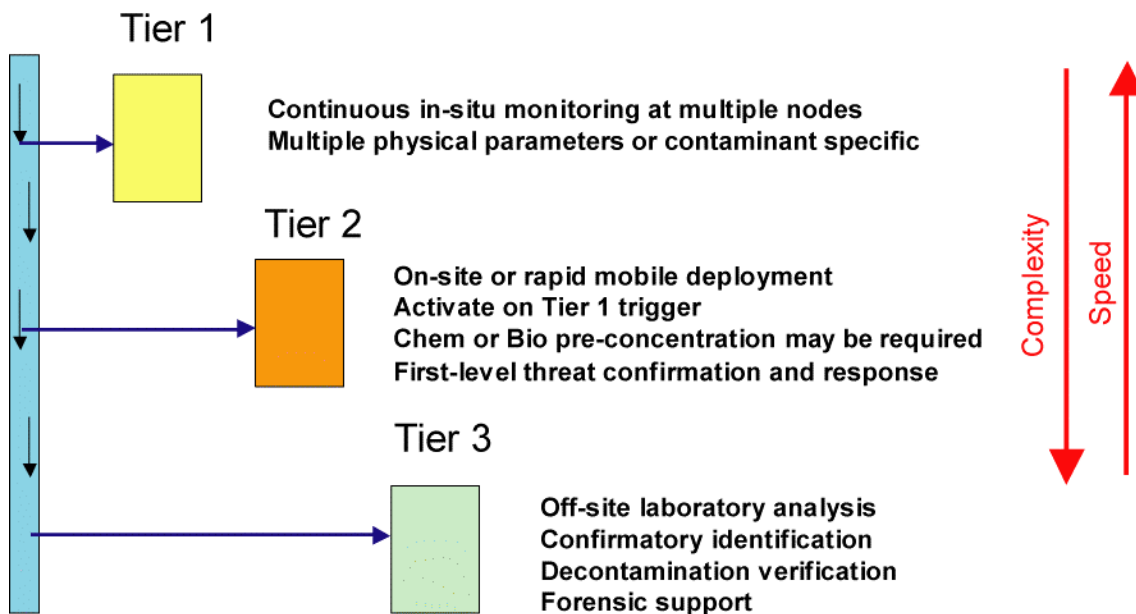 Tier 1
Continuous in-situ monitoring at multiple nodes
Multiple physical parameters or contaminant specific
Tier 2
On-site or rapid mobile deployment
Activate on Tier 1 trigger
Chem or Bio pre-concentration may be required
First-level threat confirmation and response
Tier 3
Off-site laboratory analysis
Confirmatory identification
Decontamination verification
Forensic support
Complexity
Speed